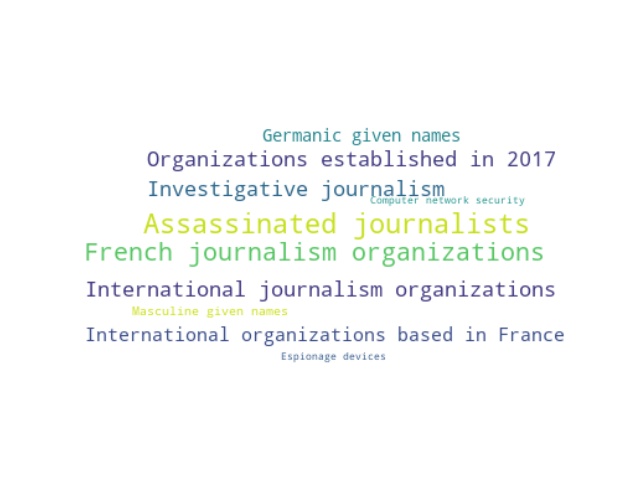 Germanic given names
Organizations established in 2017
Investigative journalism
Computer network security
Assassinated journalists
French journalism organizations
International journalism organizations
Masculine given names
International organizations based in France
Espionage devices